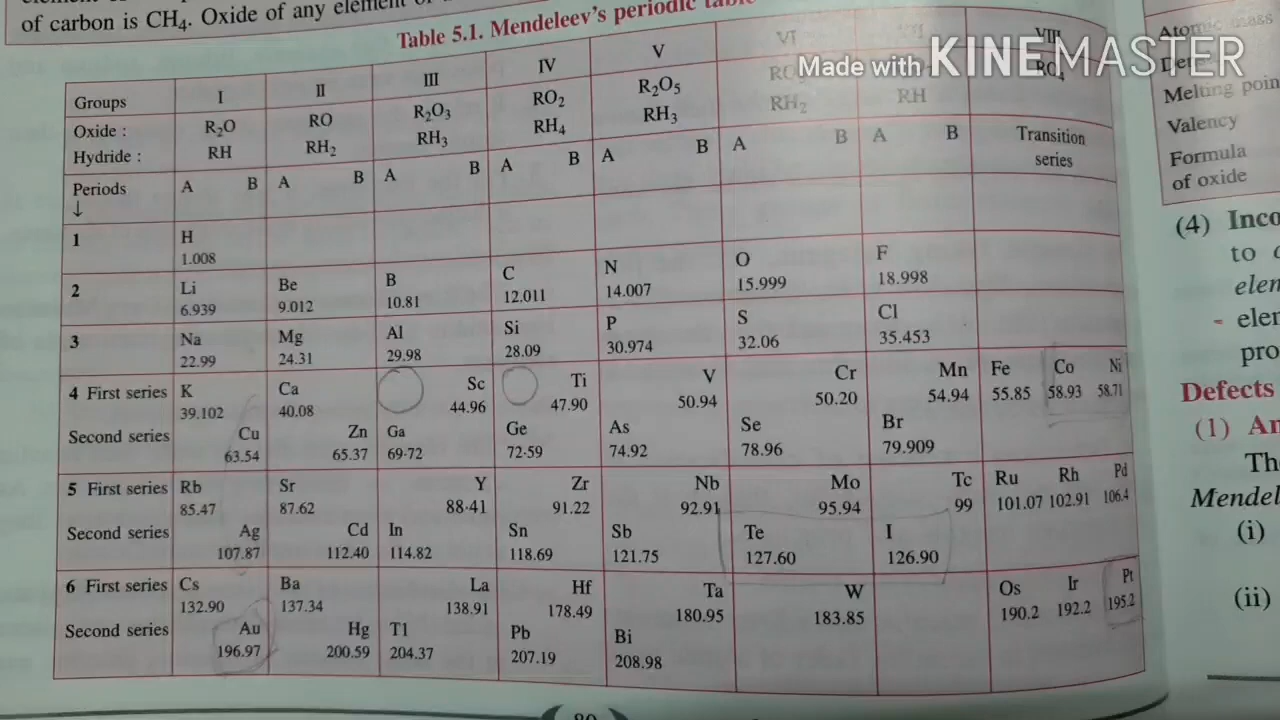 of carbon is CH4. Oxide of any element
Table 5.1. Mendeleev's periodic table
Made with KINEMASTER
Groups I II III IV V VI VIII
Oxide : R2O RO R2O3 RO2 R2O5 RO4
Hydride : RH RH2 RH3 RH4 RH3 RH2 RH
Transition
series
Periods A B A B A B A B A B A B A B
↓
1 H
1.008
2 Li Be B C N O F
6.939 9.012 10.81 12.011 14.007 15.999 18.998
3 Na Mg Al Si P S Cl
22.99 24.31 29.98 28.09 30.974 32.06 35.453
4 First series K Ca Sc Ti V Cr Mn Fe Co Ni
39.102 40.08 44.96 47.90 50.94 50.20 54.94 55.85 58.93 58.71
Second series Cu Zn Ga Ge As Se Br
63.54 65.37 69·72 72·59 74.92 78.96 79.909
5 First series Rb Sr Y Zr Nb Mo Tc Ru Rh Pd
85.47 87.62 88·41 91.22 92.91 95.94 99 101.07 102.91 106.4
Second series Ag Cd In Sn Sb Te I
107.87 112.40 114.82 118.69 121.75 127.60 126.90
6 First series Cs Ba La Hf Ta W Os Ir Pt
132.90 137.34 138.91 178.49 180.95 183.85 190.2 192.2 195.2
Second series Au Hg T1 Pb Bi
196.97 200.59 204.37 207.19 208.98
Atomic mass
Melting poin
Valency
Formula
of oxide
(4) Inco
to
elem
- eler
pro
Defects
(1) An
The
Mendel
(i)
(ii)